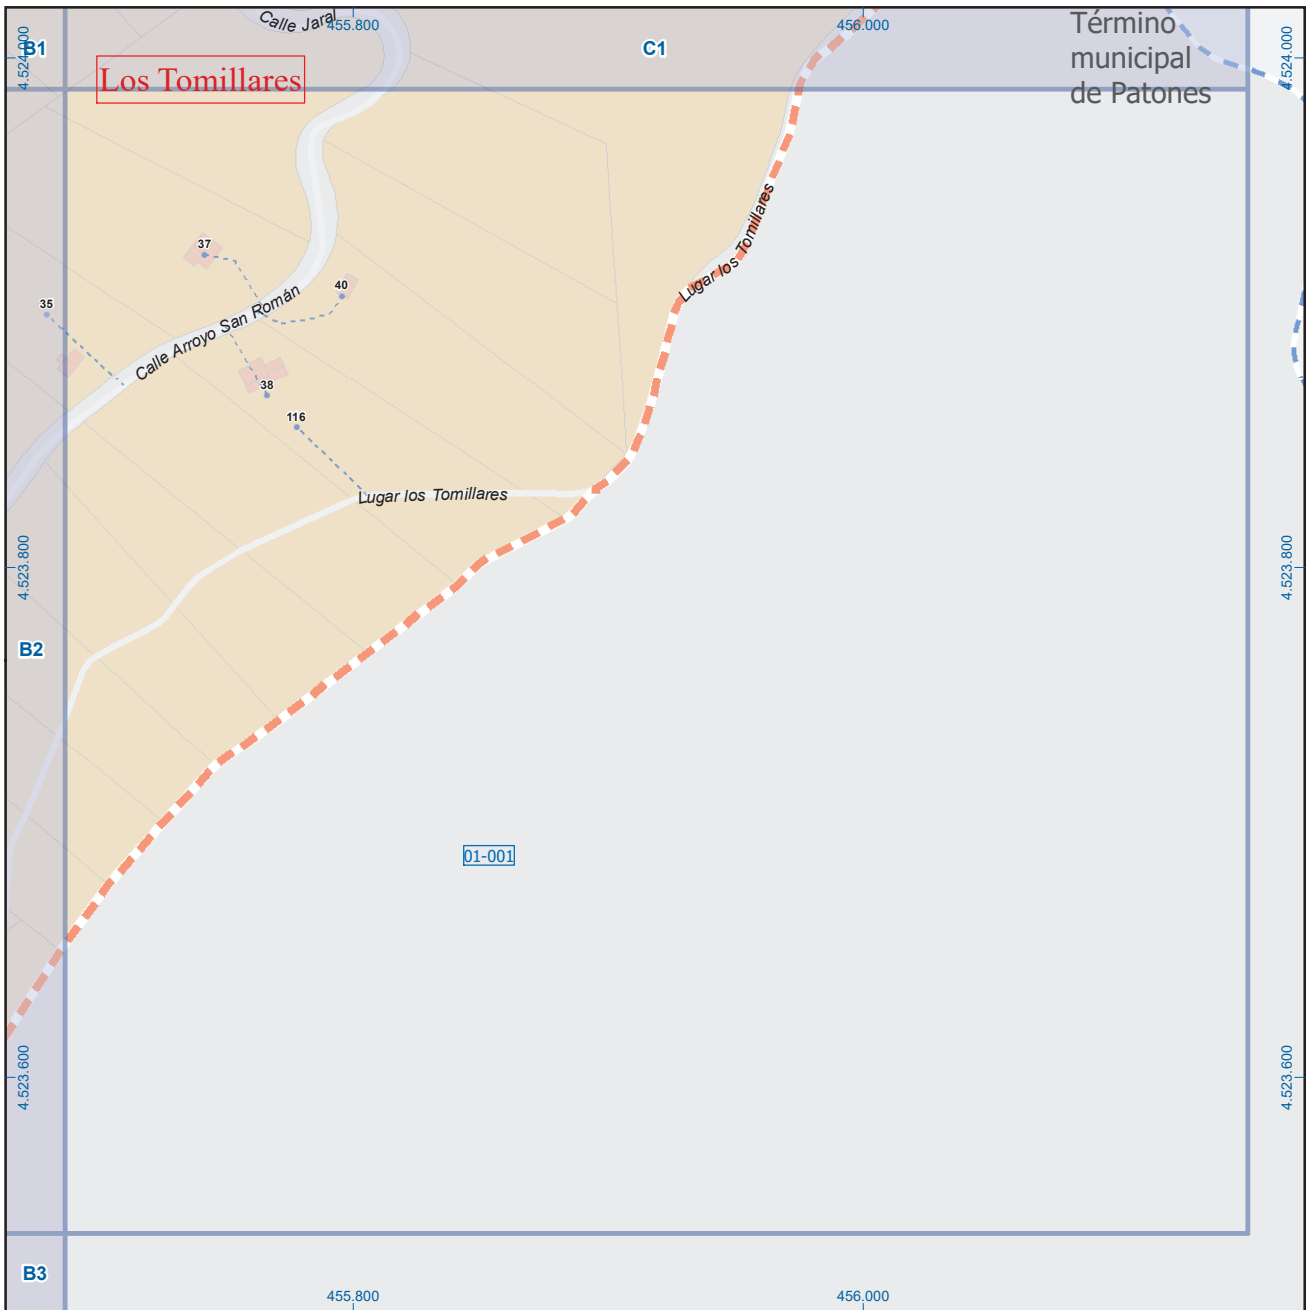 Calle Jaral
455.800
456.000
Término
municipal
de Patones
B1
C1
4.524.000
4.524.000
Los Tomillares
Lugar los Tomillares
37
40
35
Calle Arroyo San Román
38
116
Lugar los Tomillares
4.523.800
4.523.800
B2
01-001
4.523.600
4.523.600
B3
455.800
456.000